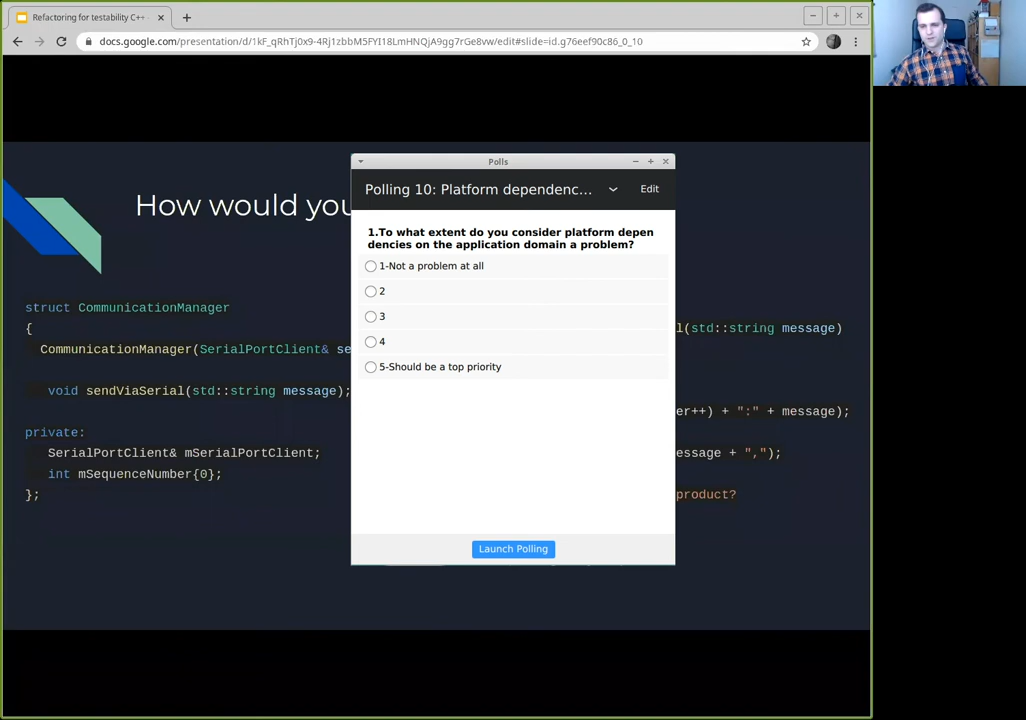 Refactoring for testability C++
docs.google.com/presentation/d/1kF_qRhTj0x9-4Rj1zbbM5FYI18LmHNQjA9gg7rGe8vw/edit#slide=id.g76eef90c86_0_10
How would you
struct CommunicationManager
{
CommunicationManager(SerialPortClient& se
void sendViaSerial(std::string message);
private:
SerialPortClient& mSerialPortClient;
int mSequenceNumber{0};
};
Polls
Polling 10: Platform dependenc...
Edit
1.To what extent do you consider platform depen
dencies on the application domain a problem?
1-Not a problem at all
2
3
4
5-Should be a top priority
Launch Polling
l(std::string message)
er++) + ":" + message);
essage + ",");
product?